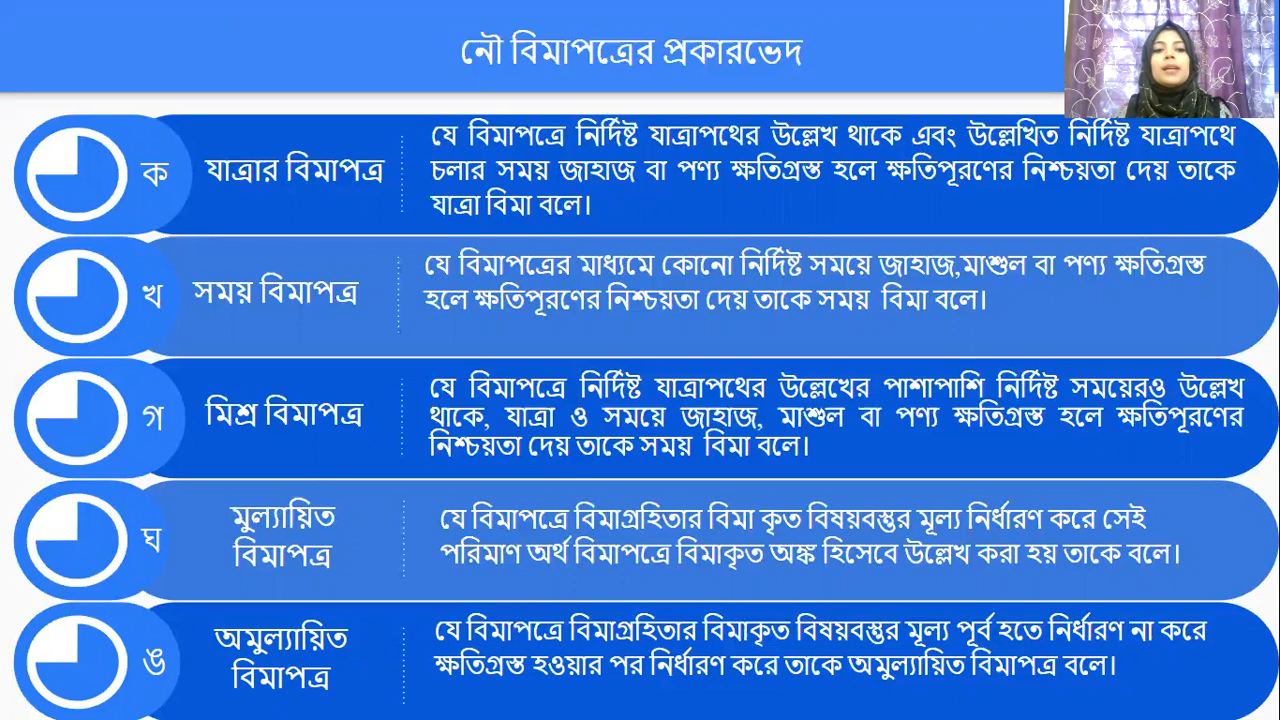 নৌ বিমাপত্রের প্রকারভেদ
ক
যাত্রার বিমাপত্র
যে বিমাপত্রে নির্দিষ্ট যাত্রাপথের উল্লেখ থাকে এবং উল্লেখিত নির্দিষ্ট যাত্রাপথে
চলার সময় জাহাজ বা পণ্য ক্ষতিগ্রস্ত হলে ক্ষতিপূরণের নিশ্চয়তা দেয় তাকে
যাত্রা বিমা বলে।
খ
সময় বিমাপত্র
যে বিমাপত্রের মাধ্যমে কোনো নির্দিষ্ট সময়ে জাহাজ,মাশুল বা পণ্য ক্ষতিগ্রস্ত
হলে ক্ষতিপূরণের নিশ্চয়তা দেয় তাকে সময় বিমা বলে।
গ
মিশ্র বিমাপত্র
যে বিমাপত্রে নির্দিষ্ট যাত্রাপথের উল্লেখের পাশাপাশি নির্দিষ্ট সময়েরও উল্লেখ
থাকে, যাত্রা ও সময়ে জাহাজ, মাশুল বা পণ্য ক্ষতিগ্রস্ত হলে ক্ষতিপূরণের
নিশ্চয়তা দেয় তাকে সময় বিমা বলে।
ঘ
মুল্যায়িত
বিমাপত্র
যে বিমাপত্রে বিমাগ্রহিতার বিমা কৃত বিষয়বস্তুর মূল্য নির্ধারণ করে সেই
পরিমাণ অর্থ বিমাপত্রে বিমাকৃত অঙ্ক হিসেবে উল্লেখ করা হয় তাকে বলে।
ঙ
অমুল্যায়িত
বিমাপত্র
যে বিমাপত্রে বিমাগ্রহিতার বিমাকৃত বিষয়বস্তুর মূল্য পূর্ব হতে নির্ধারণ না করে
ক্ষতিগ্রস্ত হওয়ার পর নির্ধারণ করে তাকে অমুল্যায়িত বিমাপত্র বলে।